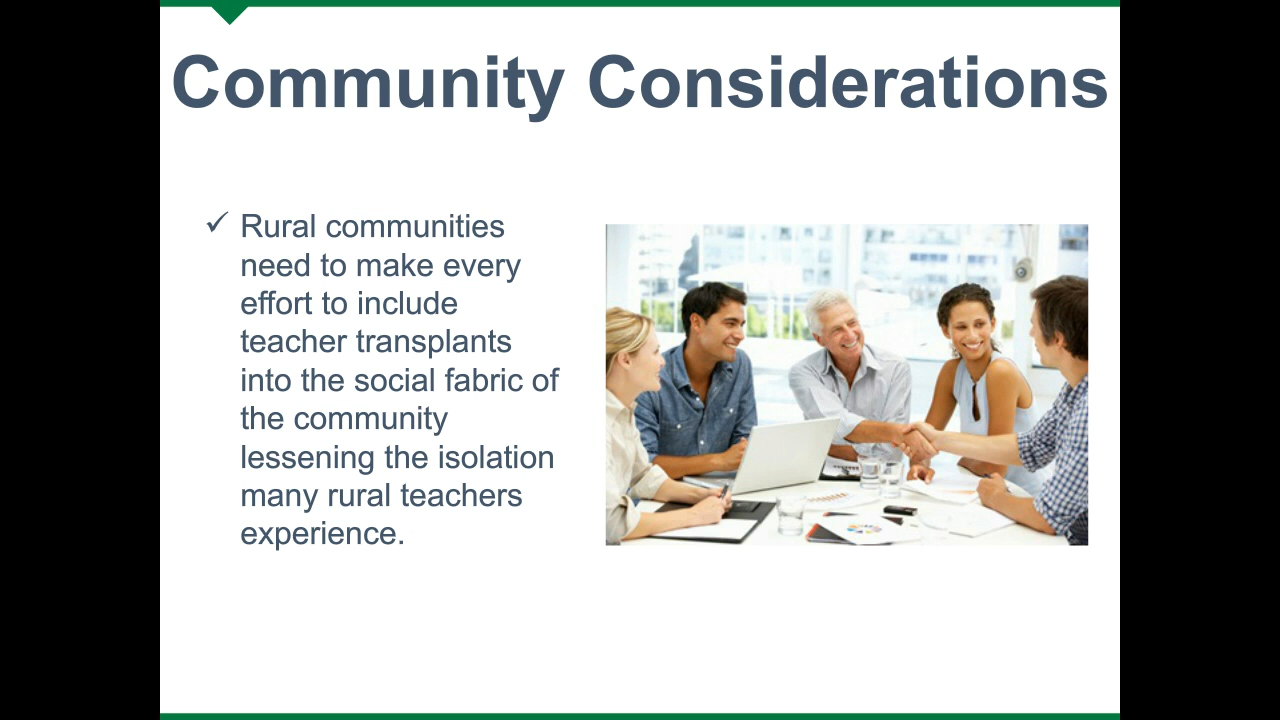 Community Considerations
✓ Rural communities
need to make every
effort to include
teacher transplants
into the social fabric of
the community
lessening the isolation
many rural teachers
experience.